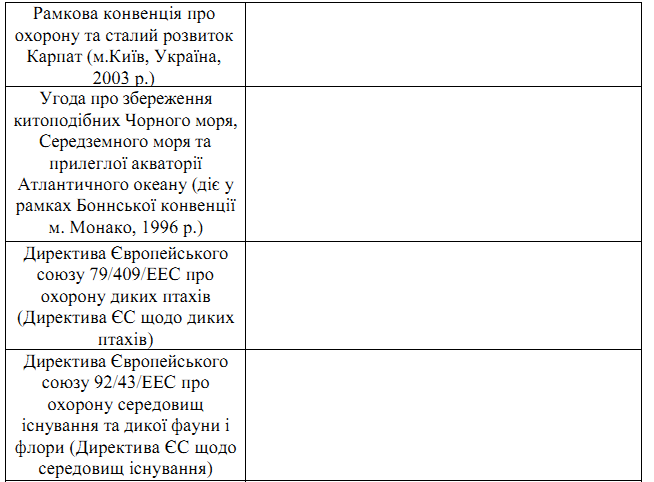 Рамкова конвенція про
охорону та сталий розвиток
Карпат (м.Київ, Україна,
2003 р.)
Угода про збереження
китоподібних Чорного моря,
Середземного моря та
прилеглої акваторії
Атлантичного океану (діє у
рамках Боннської конвенції
м. Монако, 1996 р.)
Директива Європейського
союзу 79/409/ЕЕС про
охорону диких птахів
(Директива ЄС щодо диких
птахів)
Директива Європейського
союзу 92/43/ЕЕС про
охорону середовищ
існування та дикої фауни і
флори (Директива ЄС щодо
середовищ існування)